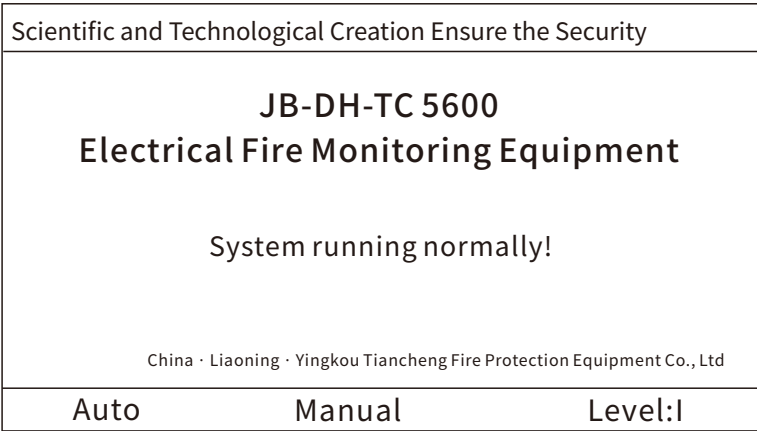 Scientific and Technological Creation Ensure the Security
JB-DH-TC 5600
Electrical Fire Monitoring Equipment
System running normally!
China · Liaoning · Yingkou Tiancheng Fire Protection Equipment Co., Ltd
Auto Manual Level:I